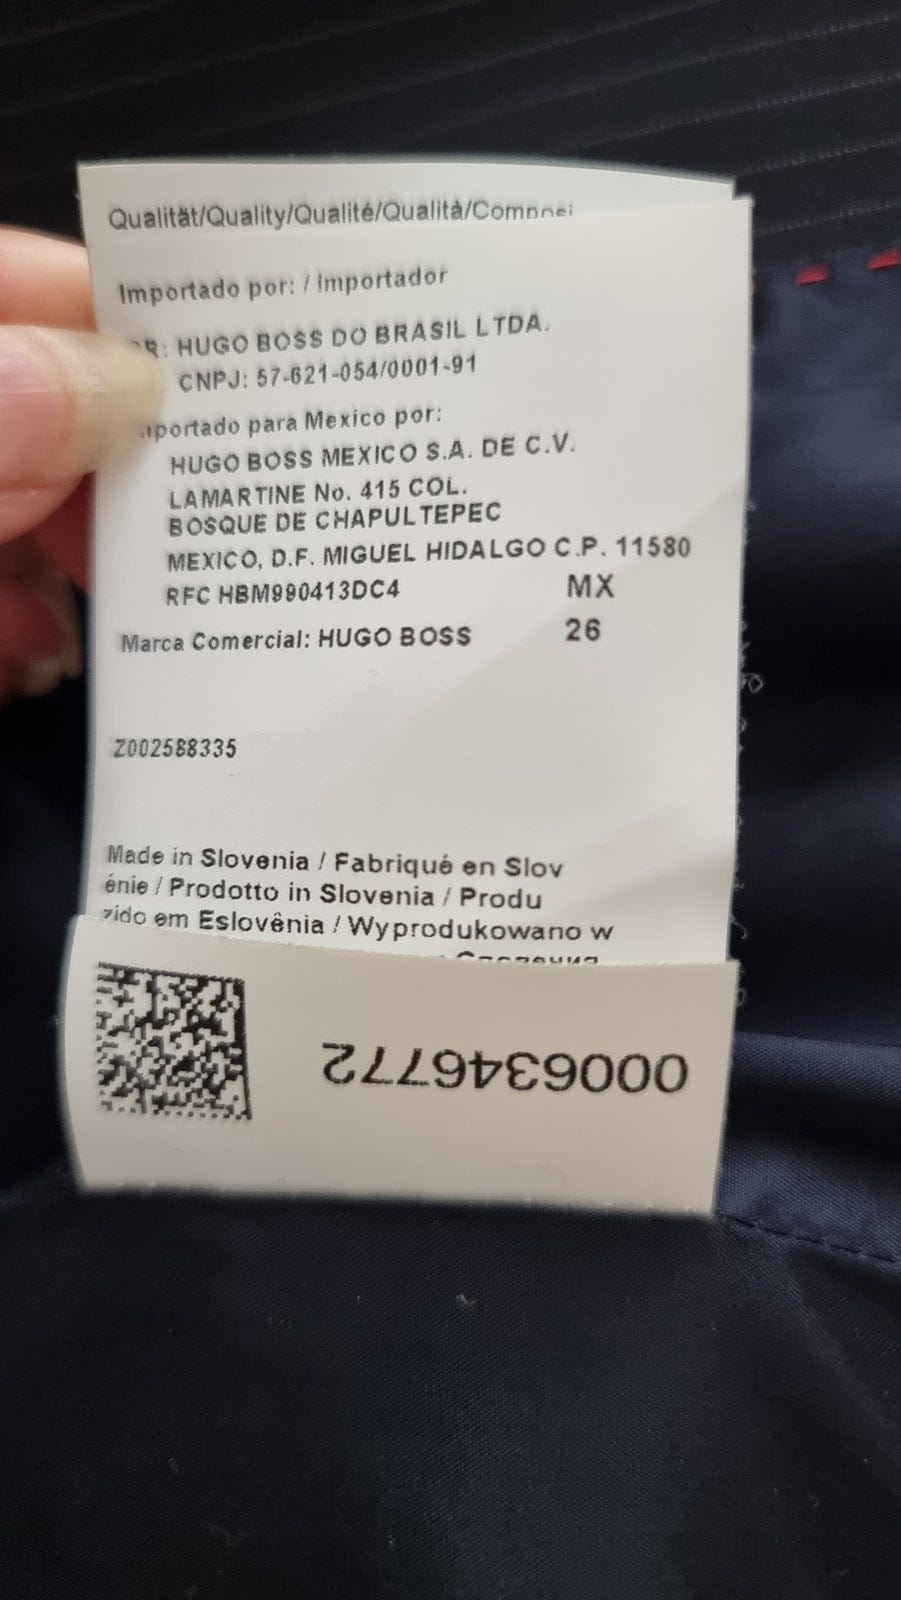 Qualität/Quality/Qualité/Qualità/Composi
Importado por: / Importador
BR: HUGO BOSS DO BRASIL LTDA.
CNPJ: 57-621-054/0001-91
mportado para Mexico por:
HUGO BOSS MEXICO S.A. DE C.V.
LAMARTINE No. 415 COL.
BOSQUE DE CHAPULTEPEC
MEXICO, D.F. MIGUEL HIDALGO C.P. 11580
RFC HBM990413DC4 MX
Marca Comercial: HUGO BOSS 26
Z002588335
Made in Slovenia / Fabriqué en Slov
énie / Prodotto in Slovenia / Produ
zido em Eslovênia / Wyprodukowano w
0006346772